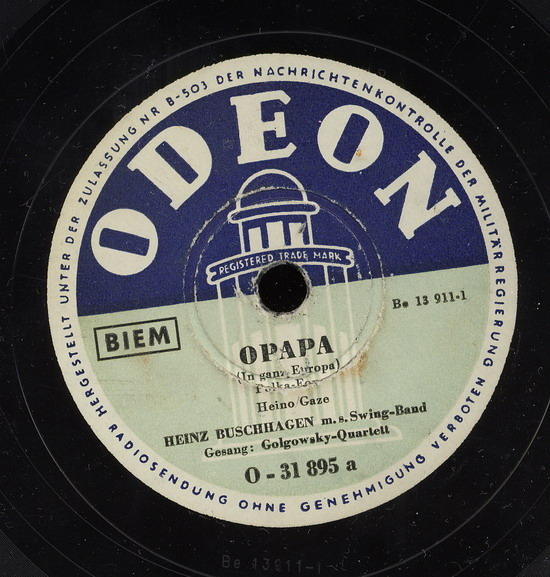 HERGESTELLT UNTER DER ZULASSUNG NR B-503 DER NACHRICHTENKONTROLLE DER MILITÄRREGIERUNG
RADIOSENDUNG OHNE GENEHMIGUNG VERBOTEN
ODEON
REGISTERED TRADE MARK
Be 13 911-1
BIEM
OPAPA
(In ganz Europa)
Polka-Fox
Heino Gaze
HEINZ BUSCHHAGEN m. s. Swing-Band
Gesang: Golgowsky-Quartett
O - 31 895 a
Be 13911-1